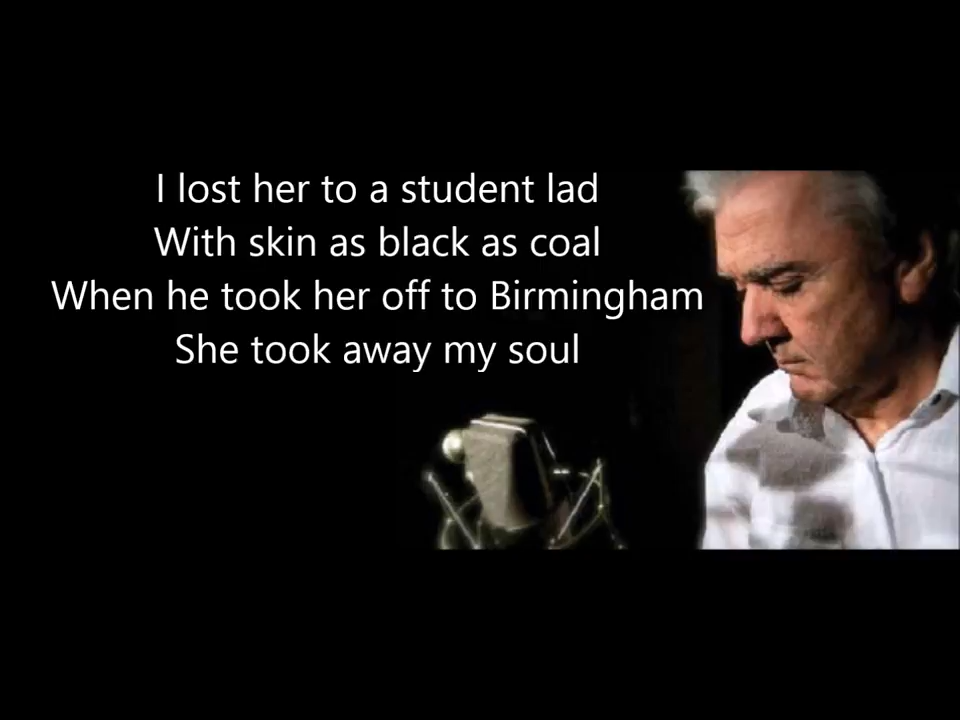 I lost her to a student lad
With skin as black as coal
When he took her off to Birmingham
She took away my soul